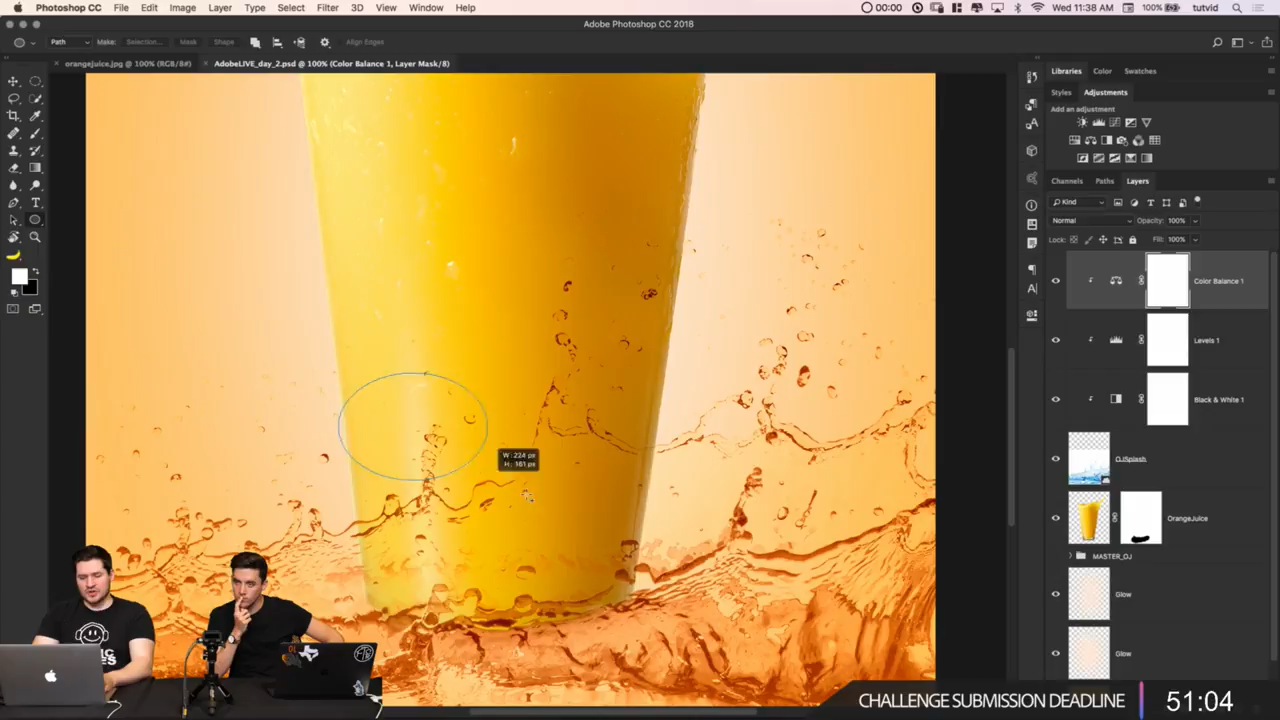 Photoshop CC File Edit Image Layer Type Select Filter 3D View Window Help
00:00 Wed 11:38 AM 100% tutvid
Adobe Photoshop CC 2018
Path Make: Selection... Mask Shape Align Edges
orangejuice.jpg @ 100% (RGB/8#) AdobeLIVE_day_2.psd @ 100% (Color Balance 1, Layer Mask/8)
Libraries Color Swatches
Styles Adjustments
Add an adjustment
Channels Paths Layers
Kind
Normal Opacity: 100%
Lock: Fill: 100%
Color Balance 1
Levels 1
Black & White 1
OJSplash
OrangeJuice
MASTER_OJ
Glow
Glow
W: 224 px
H: 161 px
CHALLENGE SUBMISSION DEADLINE 51:04